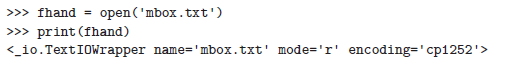 >>> fhand = open('mbox.txt')
>>> print(fhand)
<_io.TextIOWrapper name='mbox.txt' mode='r' encoding='cp1252'>